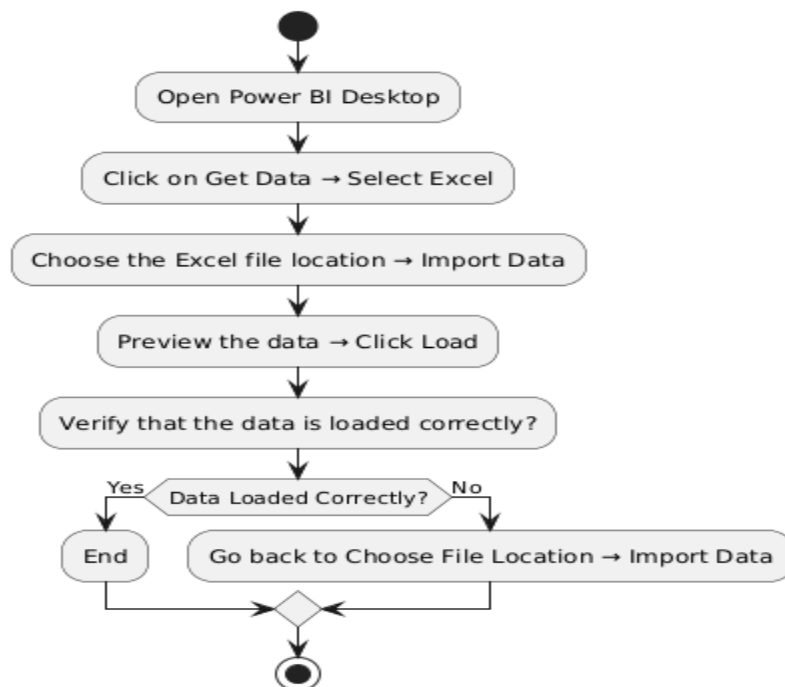 Open Power BI Desktop
Click on Get Data → Select Excel
Choose the Excel file location → Import Data
Preview the data → Click Load
Verify that the data is loaded correctly?
Yes
Data Loaded Correctly?
No
End
Go back to Choose File Location → Import Data